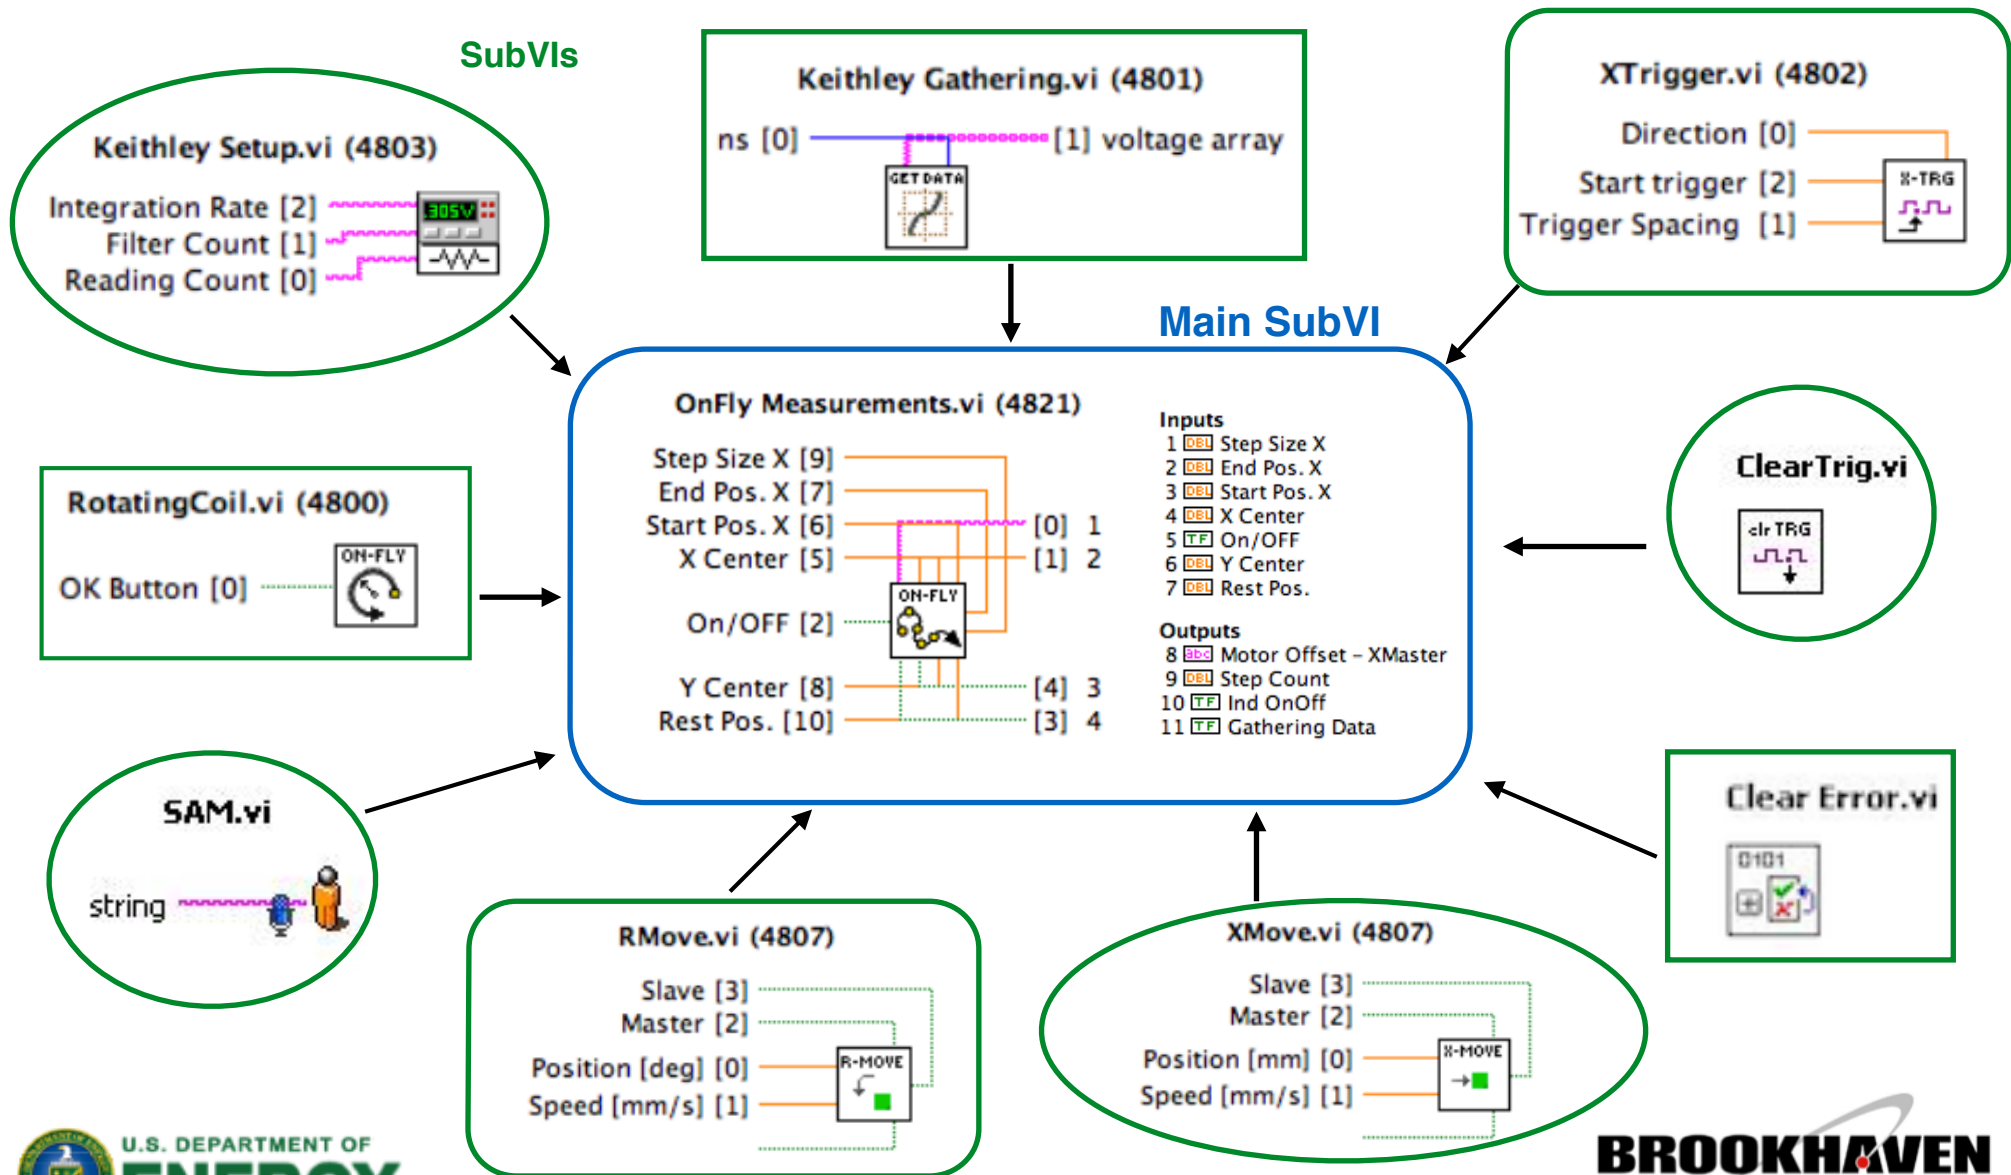 SubVIs
Keithley Setup.vi (4803)
Integration Rate [2]
Filter Count [1]
Reading Count [0]
.305V
Keithley Gathering.vi (4801)
ns [0]
[1] voltage array
GET DATA
XTrigger.vi (4802)
Direction [0]
Start trigger [2]
Trigger Spacing [1]
X-TRG
Main SubVI
OnFly Measurements.vi (4821)
Step Size X [9]
End Pos. X [7]
Start Pos. X [6]
X Center [5]
On/OFF [2]
Y Center [8]
Rest Pos. [10]
ON-FLY
[0] 1
[1] 2
[4] 3
[3] 4
Inputs
1 DBL Step Size X
2 DBL End Pos. X
3 DBL Start Pos. X
4 DBL X Center
5 TF On/OFF
6 DBL Y Center
7 DBL Rest Pos.
Outputs
8 abc Motor Offset – XMaster
9 DBL Step Count
10 TF Ind OnOff
11 TF Gathering Data
RotatingCoil.vi (4800)
OK Button [0]
ON-FLY
ClearTrig.vi
clr TRG
SAM.vi
string
Clear Error.vi
0101
RMove.vi (4807)
Slave [3]
Master [2]
Position [deg] [0]
Speed [mm/s] [1]
R-MOVE
XMove.vi (4807)
Slave [3]
Master [2]
Position [mm] [0]
Speed [mm/s] [1]
X-MOVE
U.S. DEPARTMENT OF
ENERGY
BROOKHAVEN